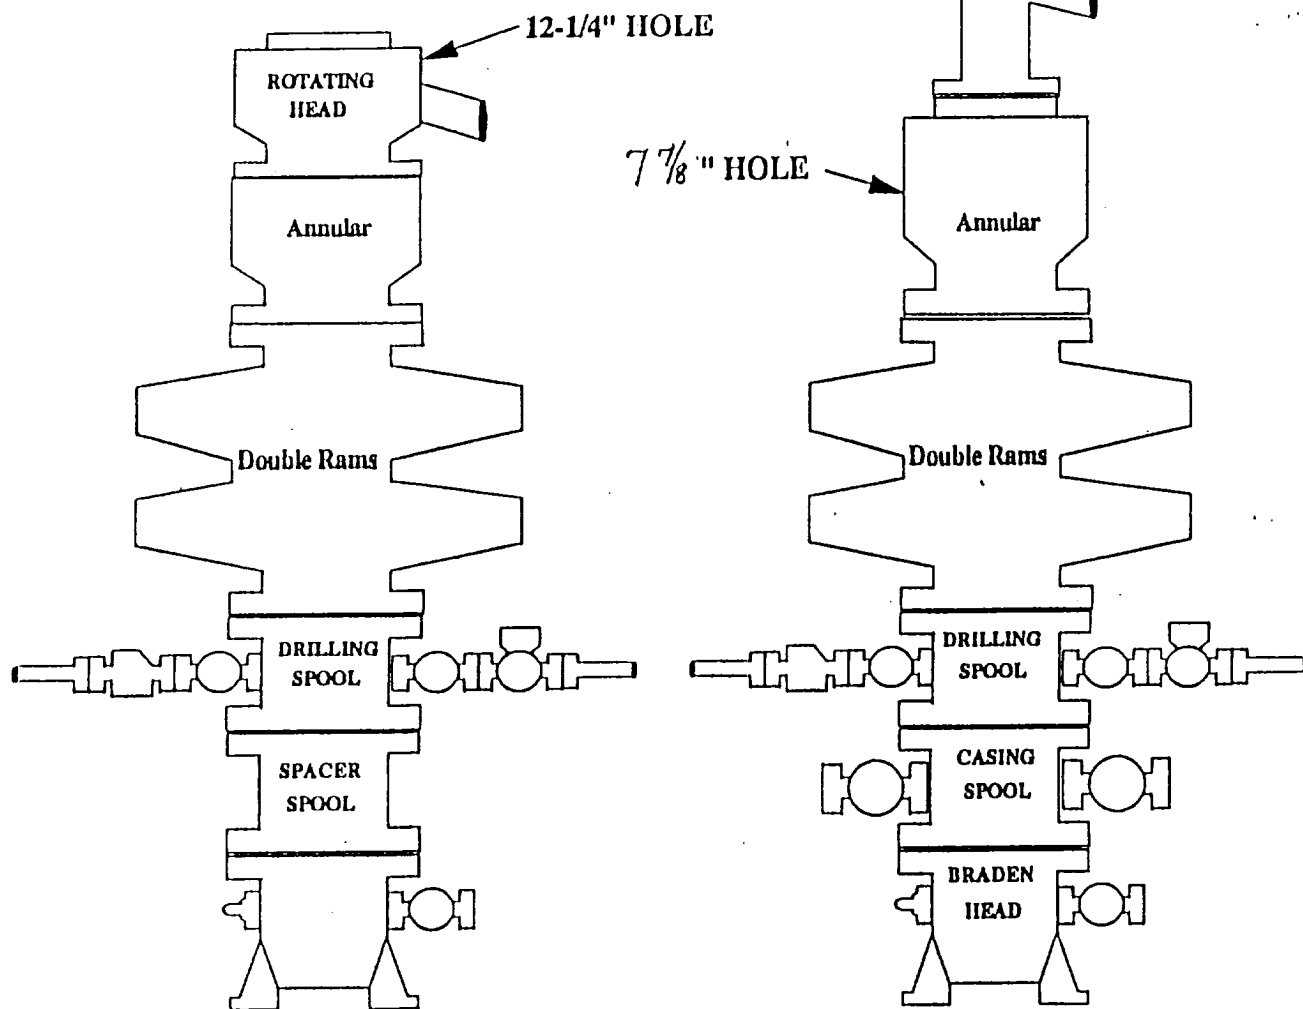 12-1/4" HOLE
ROTATING
HEAD
Annular
Double Rams
DRILLING
SPOOL
SPACER
SPOOL
7 7/8" HOLE
Annular
Double Rams
DRILLING
SPOOL
CASING
SPOOL
BRADEN
HEAD